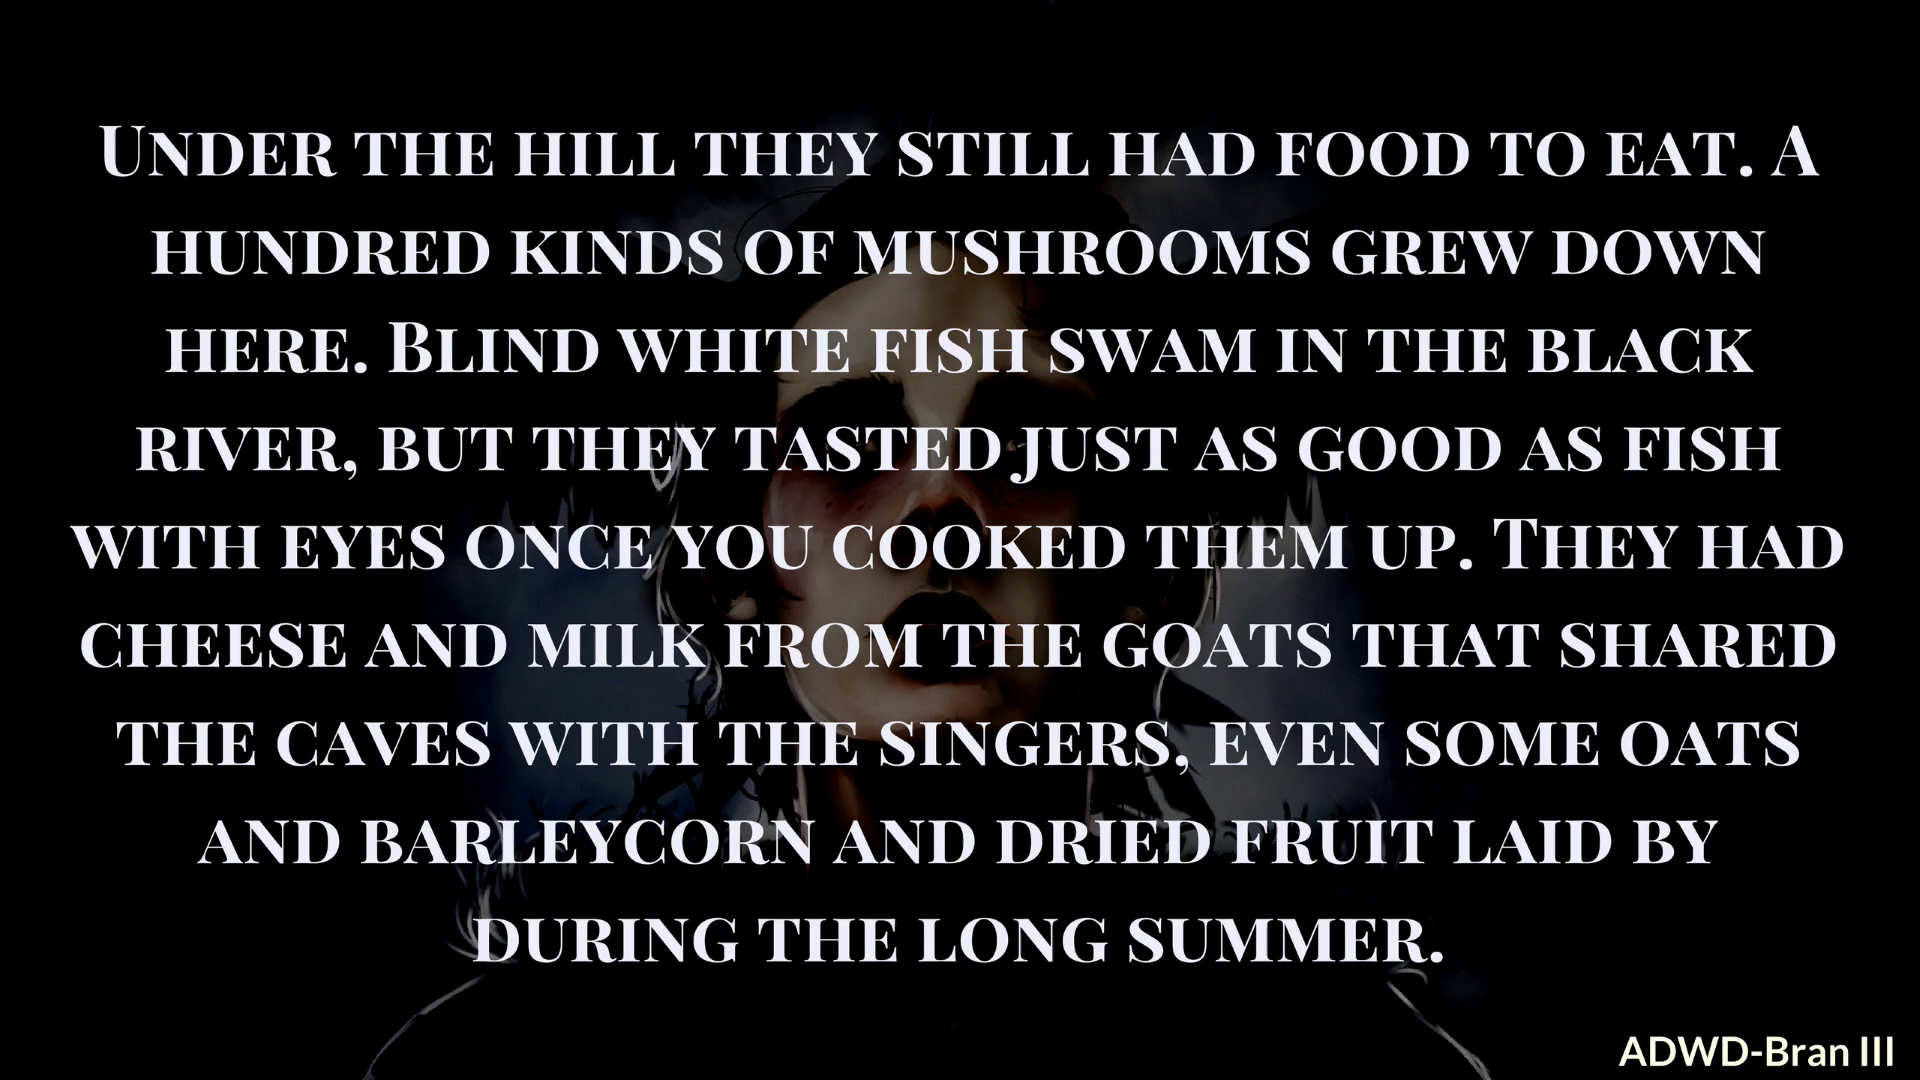 Under the hill they still had food to eat. A
hundred kinds of mushrooms grew down
here. Blind white fish swam in the black
river, but they tasted just as good as fish
with eyes once you cooked them up. They had
cheese and milk from the goats that shared
the caves with the singers, even some oats
and barleycorn and dried fruit laid by
during the long summer.
ADWD-Bran III